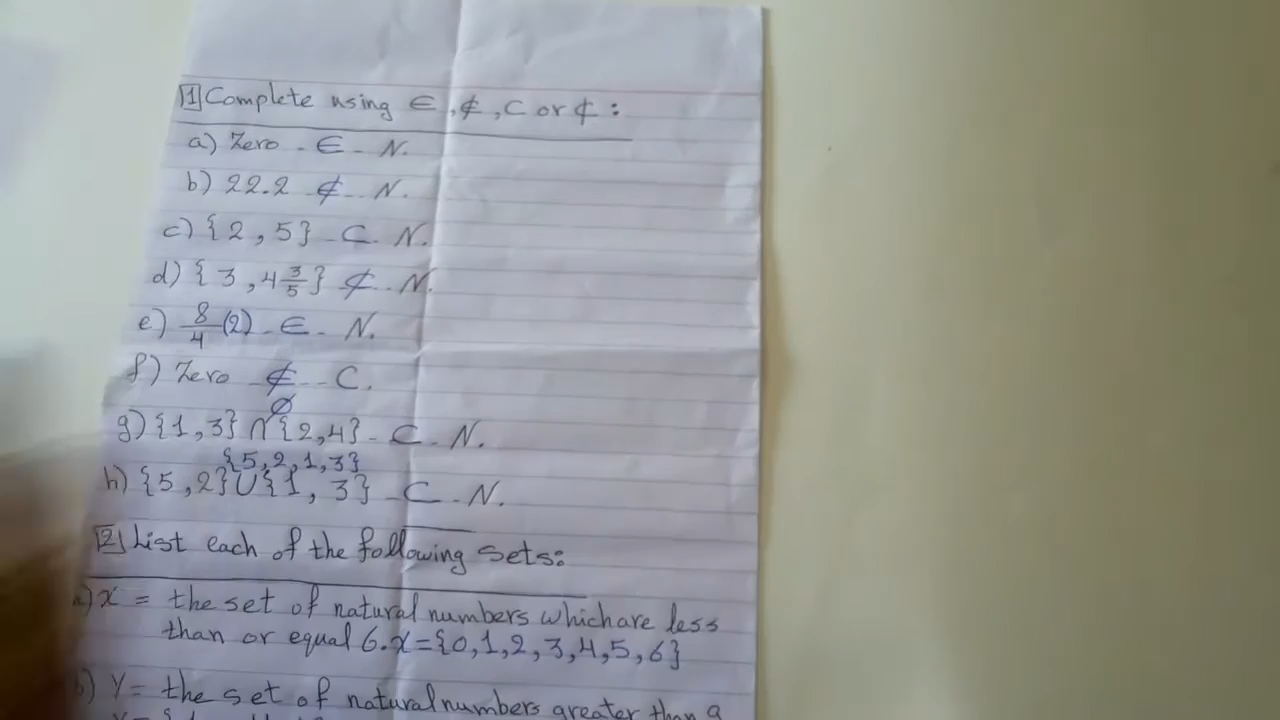 1 Complete using ∈, ∉, ⊂ or ⊄ :
a) Zero - ∈ - N.
b) 22.2 - ∉ - N.
c) {2, 5} - ⊂ - N.
d) {3, 4 3/5} ⊄ - N.
e) 8/4 (2) - ∈ - N.
f) Zero - ∉ - C.
∅
g) {1, 3} ∩ {2, 4} - ⊂ - N.
{5, 2, 1, 3}
h) {5, 2} ∪ {1, 3} - ⊂ - N.
2 List each of the following sets:
a) X = the set of natural numbers which are less
than or equal 6. X = {0, 1, 2, 3, 4, 5, 6}
b) Y = the set of natural numbers greater than